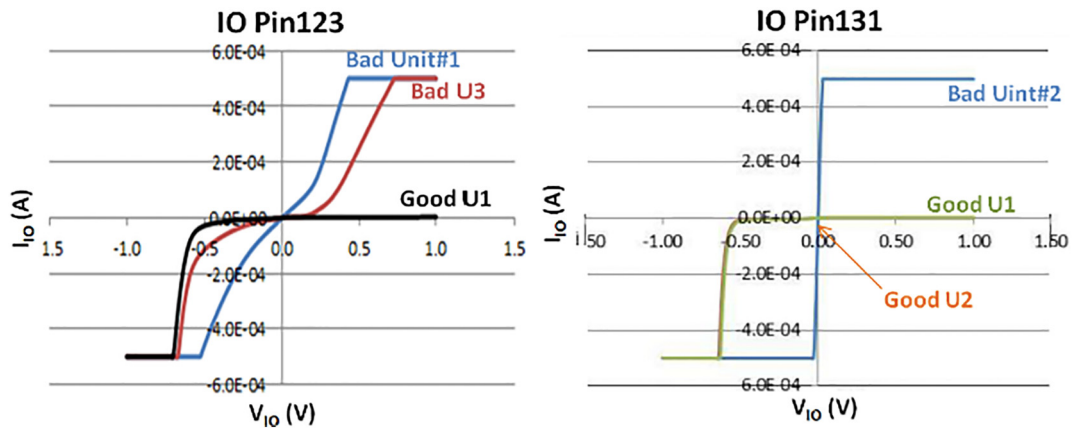 IO Pin123
6.0E-04
Bad Unit#1
Bad U3
4.0E-04
2.0E-04
Good U1
0.0E+00
-1.5 -1.0 -0.5 0.0 0.5 1.0 1.5
-2.0E-04
-4.0E-04
-6.0E-04
I_IO (A)
V_IO (V)
IO Pin131
6.0E-04
Bad Uint#2
4.0E-04
2.0E-04
Good U1
0.0E+00
-1.00 -0.50 0.00 0.50 1.00 1.50
-2.0E-04
Good U2
-4.0E-04
6.0E-04
I_IO (A)
V_IO (V)